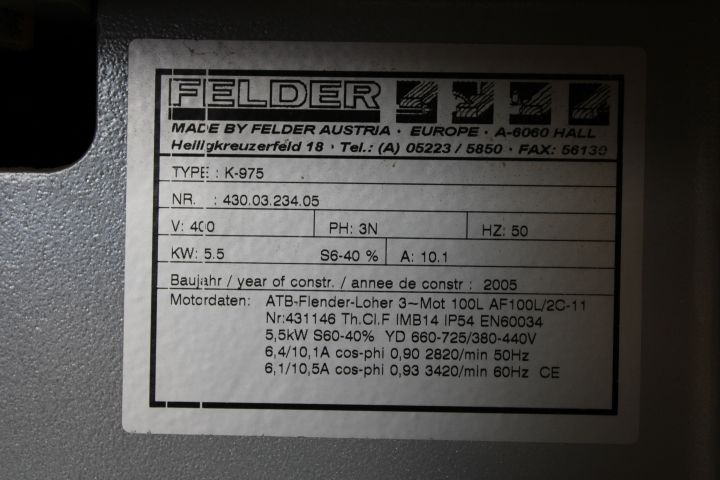 FELDER
MADE BY FELDER AUSTRIA · EUROPE · A-6060 HALL
Heiligkreuzerfeld 18 · Tel.: (A) 05223 / 5850 · FAX: 56130
TYPE : K-975
NR. : 430.03.234.05
V: 400 PH: 3N HZ: 50
KW: 5.5 S6-40 % A: 10.1
Baujahr / year of constr. / annee de constr : 2005
Motordaten: ATB-Flender-Loher 3~Mot 100L AF100L/2C-11
Nr:431146 Th.Cl.F IMB14 IP54 EN60034
5,5kW S60-40% YD 660-725/380-440V
6,4/10,1A cos-phi 0,90 2820/min 50Hz
6,1/10,5A cos-phi 0,93 3420/min 60Hz CE